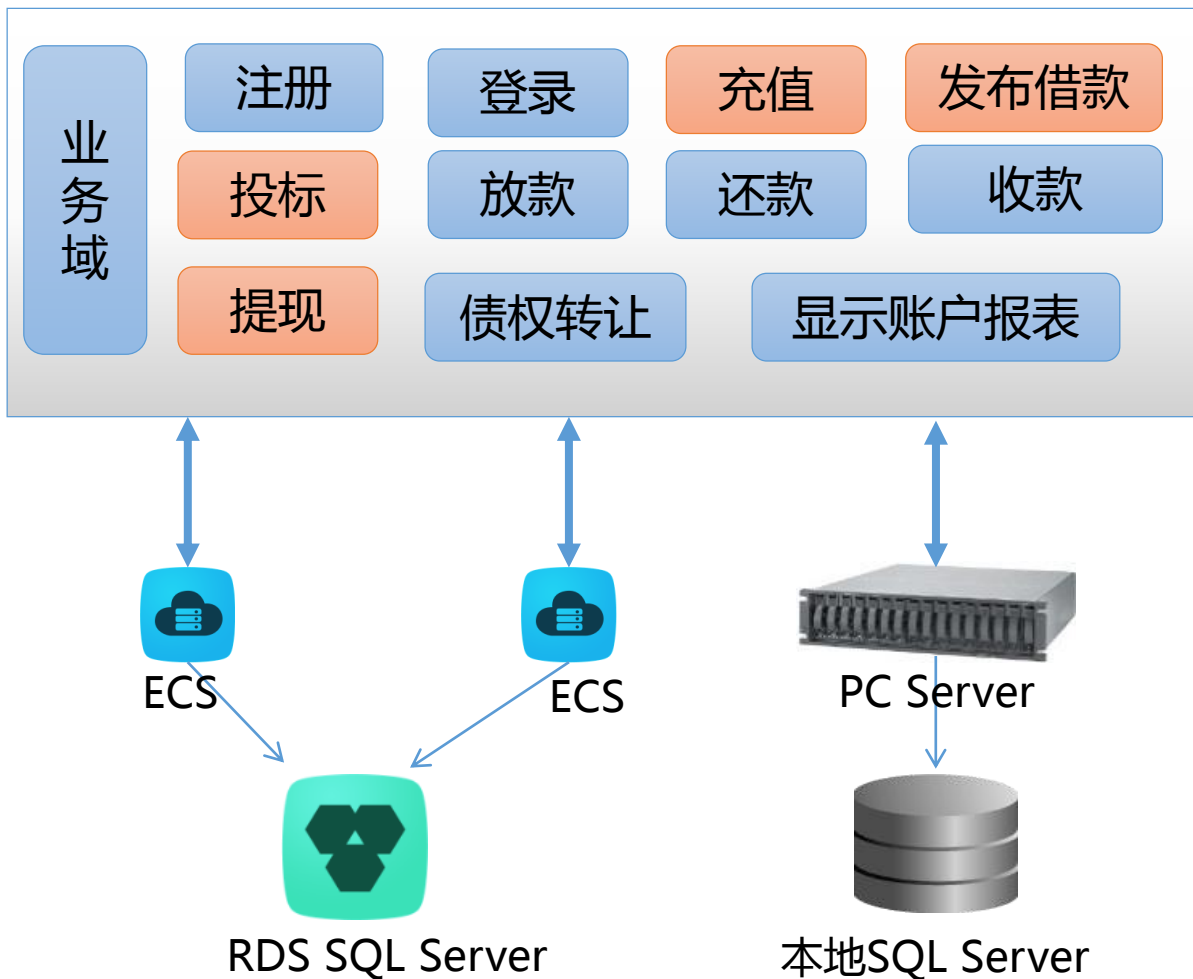 业务域
注册
登录
充值
发布借款
投标
放款
还款
收款
提现
债权转让
显示账户报表
ECS
ECS
PC Server
RDS SQL Server
本地SQL Server